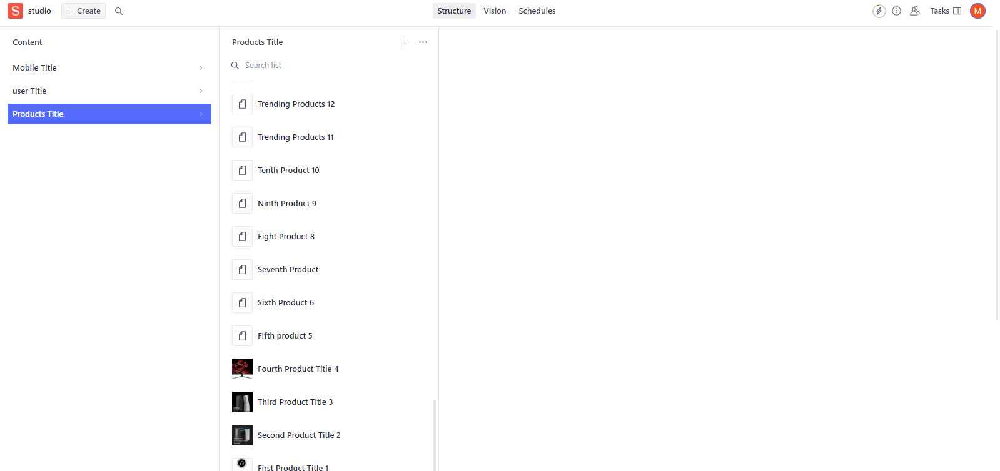 S studio Create Structure Vision Schedules Tasks M
Content
Mobile Title
user Title
Products Title
Products Title
Search list
Trending Products 12
Trending Products 11
Tenth Product 10
Ninth Product 9
Eight Product 8
Seventh Product
Sixth Product 6
Fifth product 5
Fourth Product Title 4
Third Product Title 3
Second Product Title 2
First Product Title 1